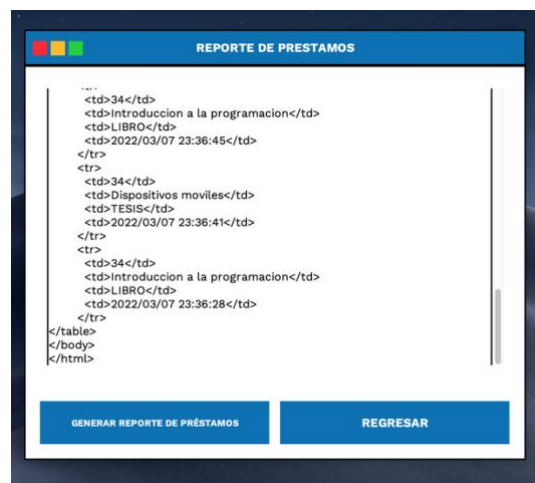 REPORTE DE PRESTAMOS
<td>34</td>
<td>Introduccion a la programacion</td>
<td>LIBRO</td>
<td>2022/03/07 23:36:45</td>
</tr>
<tr>
<td>34</td>
<td>Dispositivos moviles</td>
<td>TESIS</td>
<td>2022/03/07 23:36:41</td>
</tr>
<tr>
<td>34</td>
<td>Introduccion a la programacion</td>
<td>LIBRO</td>
<td>2022/03/07 23:36:28</td>
</tr>
</table>
</body>
</html>
GENERAR REPORTE DE PRÉSTAMOS
REGRESAR